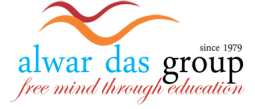 since 1979
alwar das group
free mind through education